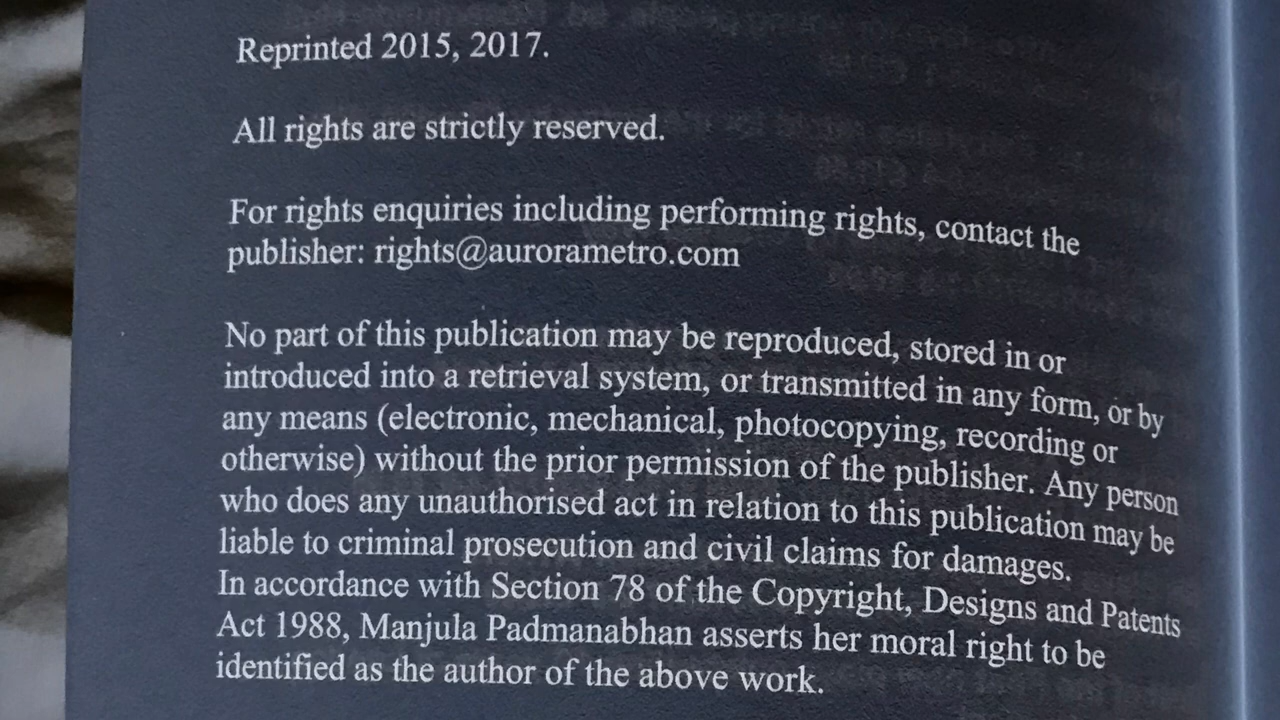 Reprinted 2015, 2017.
All rights are strictly reserved.
For rights enquiries including performing rights, contact the
publisher: rights@aurorametro.com
No part of this publication may be reproduced, stored in or
introduced into a retrieval system, or transmitted in any form, or by
any means (electronic, mechanical, photocopying, recording or
otherwise) without the prior permission of the publisher. Any person
who does any unauthorised act in relation to this publication may be
liable to criminal prosecution and civil claims for damages.
In accordance with Section 78 of the Copyright, Designs and Patents
Act 1988, Manjula Padmanabhan asserts her moral right to be
identified as the author of the above work.